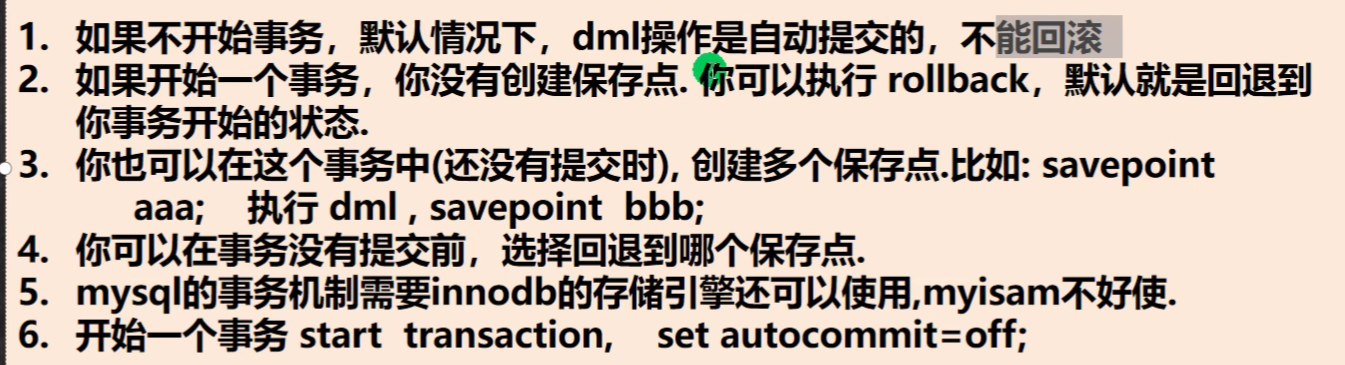 1. 如果不开始事务，默认情况下，dml操作是自动提交的，不能回滚
2. 如果开始一个事务，你没有创建保存点. 你可以执行 rollback，默认就是回退到
你事务开始的状态.
3. 你也可以在这个事务中(还没有提交时), 创建多个保存点.比如: savepoint
aaa; 执行 dml , savepoint bbb;
4. 你可以在事务没有提交前，选择回退到哪个保存点.
5. mysql的事务机制需要innodb的存储引擎还可以使用,myisam不好使.
6. 开始一个事务 start transaction, set autocommit=off;